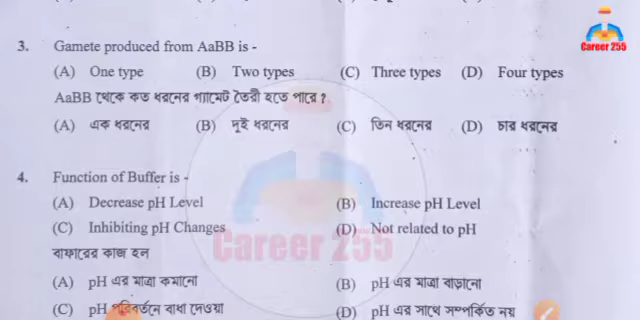 Career 255
3. Gamete produced from AaBB is -
(A) One type (B) Two types (C) Three types (D) Four types
AaBB থেকে কত ধরনের গ্যামেট তৈরী হতে পারে ?
(A) এক ধরনের (B) দুই ধরনের (C) তিন ধরনের (D) চার ধরনের
4. Function of Buffer is -
(A) Decrease pH Level (B) Increase pH Level
(C) Inhibiting pH Changes (D) Not related to pH
Career 255
বাফারের কাজ হল
(A) pH এর মাত্রা কমানো (B) pH এর মাত্রা বাড়ানো
(C) pH পরিবর্তনে বাধা দেওয়া (D) pH এর সাথে সম্পর্কিত নয়